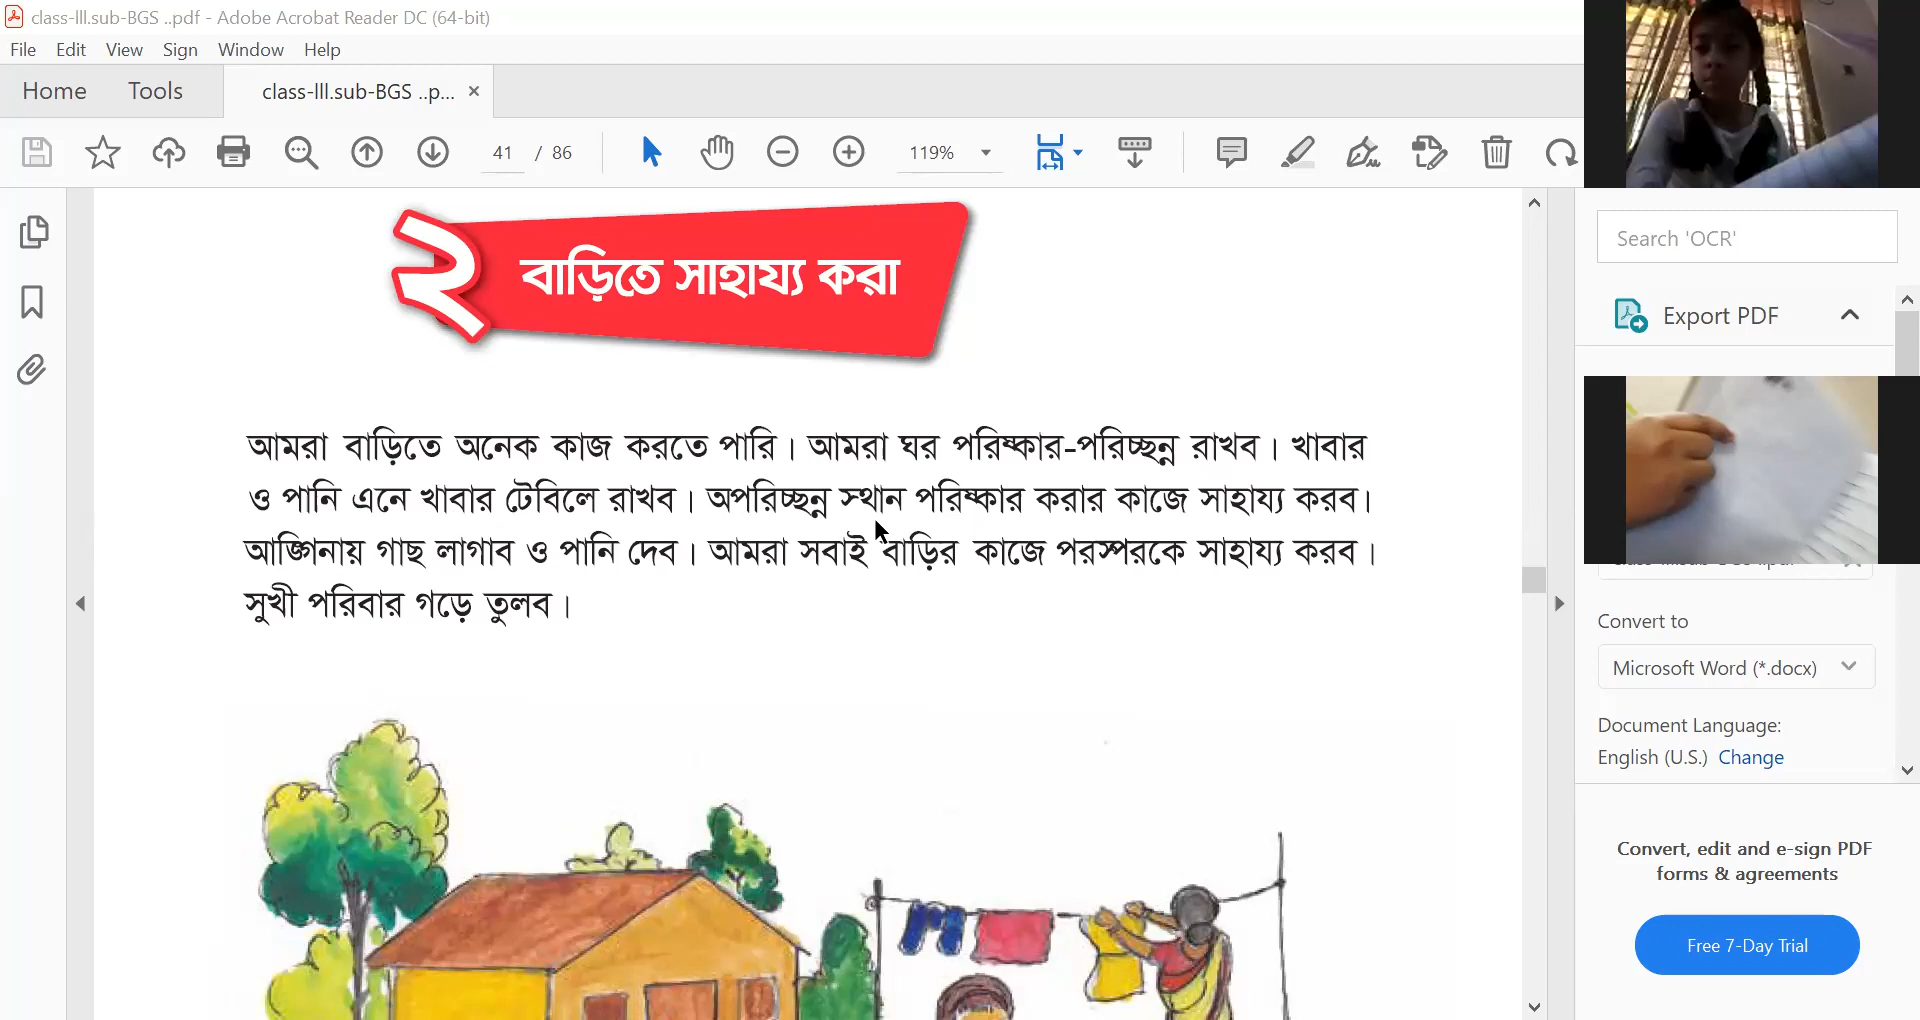 class-lll.sub-BGS ..pdf - Adobe Acrobat Reader DC (64-bit)
File Edit View Sign Window Help
Home Tools class-lll.sub-BGS ..p... ×
41 / 86 119%
Search 'OCR'
Export PDF
২ বাড়িতে সাহায্য করা
আমরা বাড়িতে অনেক কাজ করতে পারি। আমরা ঘর পরিষ্কার-পরিচ্ছন্ন রাখব। খাবার
ও পানি এনে খাবার টেবিলে রাখব। অপরিচ্ছন্ন স্থান পরিষ্কার করার কাজে সাহায্য করব।
আঙ্গিনায় গাছ লাগাব ও পানি দেব। আমরা সবাই বাড়ির কাজে পরস্পরকে সাহায্য করব।
সুখী পরিবার গড়ে তুলব।
Convert to
Microsoft Word (*.docx)
Document Language:
English (U.S.) Change
Convert, edit and e-sign PDF
forms & agreements
Free 7-Day Trial